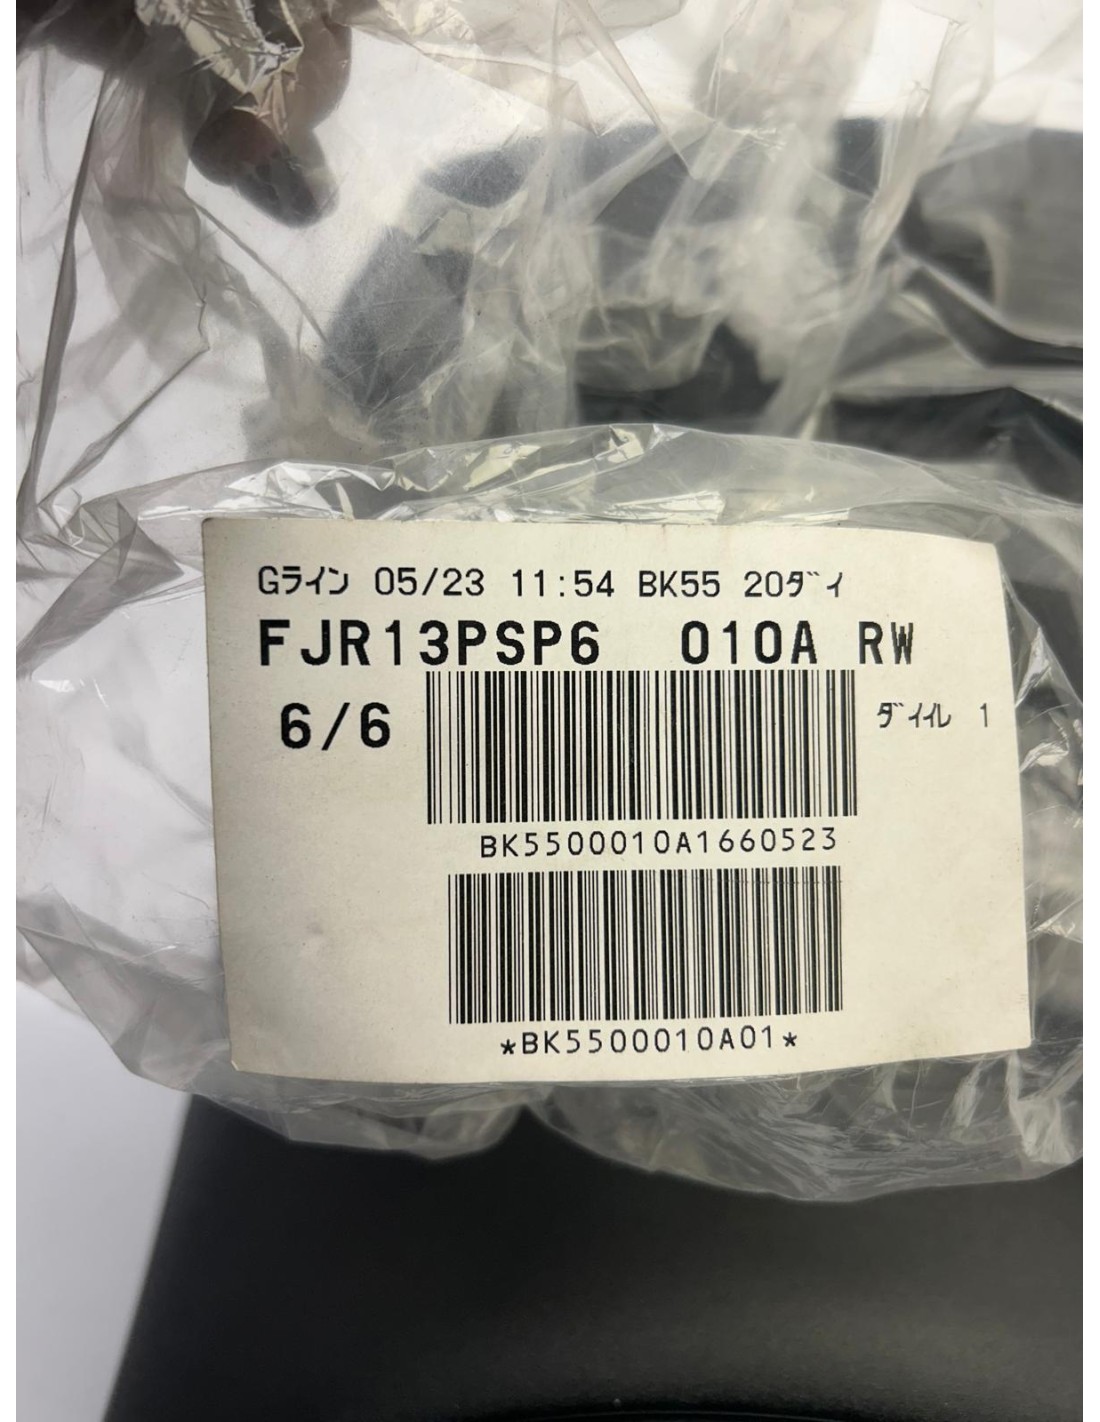 Gﾗｲﾝ 05/23 11:54 BK55 20ﾀﾞｲ
FJR13PSP6 010A RW
6/6
ﾀﾞｲｲﾚ 1
BK5500010A1660523
*BK5500010A01*